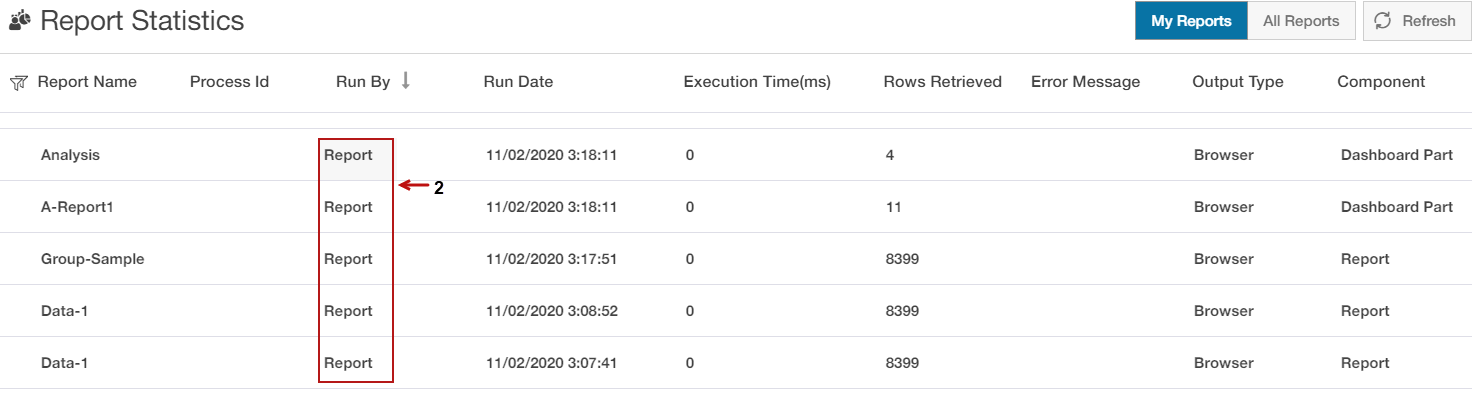 Report Statistics My Reports All Reports Refresh
Report Name Process Id Run By Run Date Execution Time(ms) Rows Retrieved Error Message Output Type Component
Analysis Report 11/02/2020 3:18:11 0 4 Browser Dashboard Part
2
A-Report1 Report 11/02/2020 3:18:11 0 11 Browser Dashboard Part
Group-Sample Report 11/02/2020 3:17:51 0 8399 Browser Report
Data-1 Report 11/02/2020 3:08:52 0 8399 Browser Report
Data-1 Report 11/02/2020 3:07:41 0 8399 Browser Report